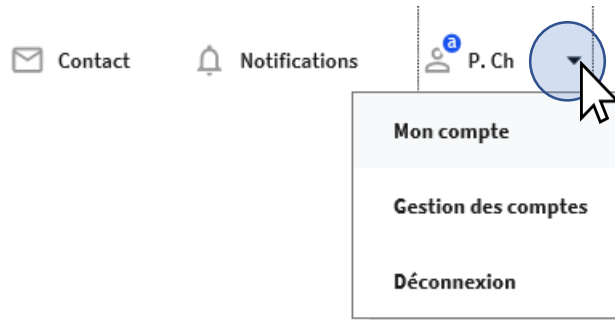 Contact
Notifications
a
P. Ch
Mon compte
Gestion des comptes
Déconnexion